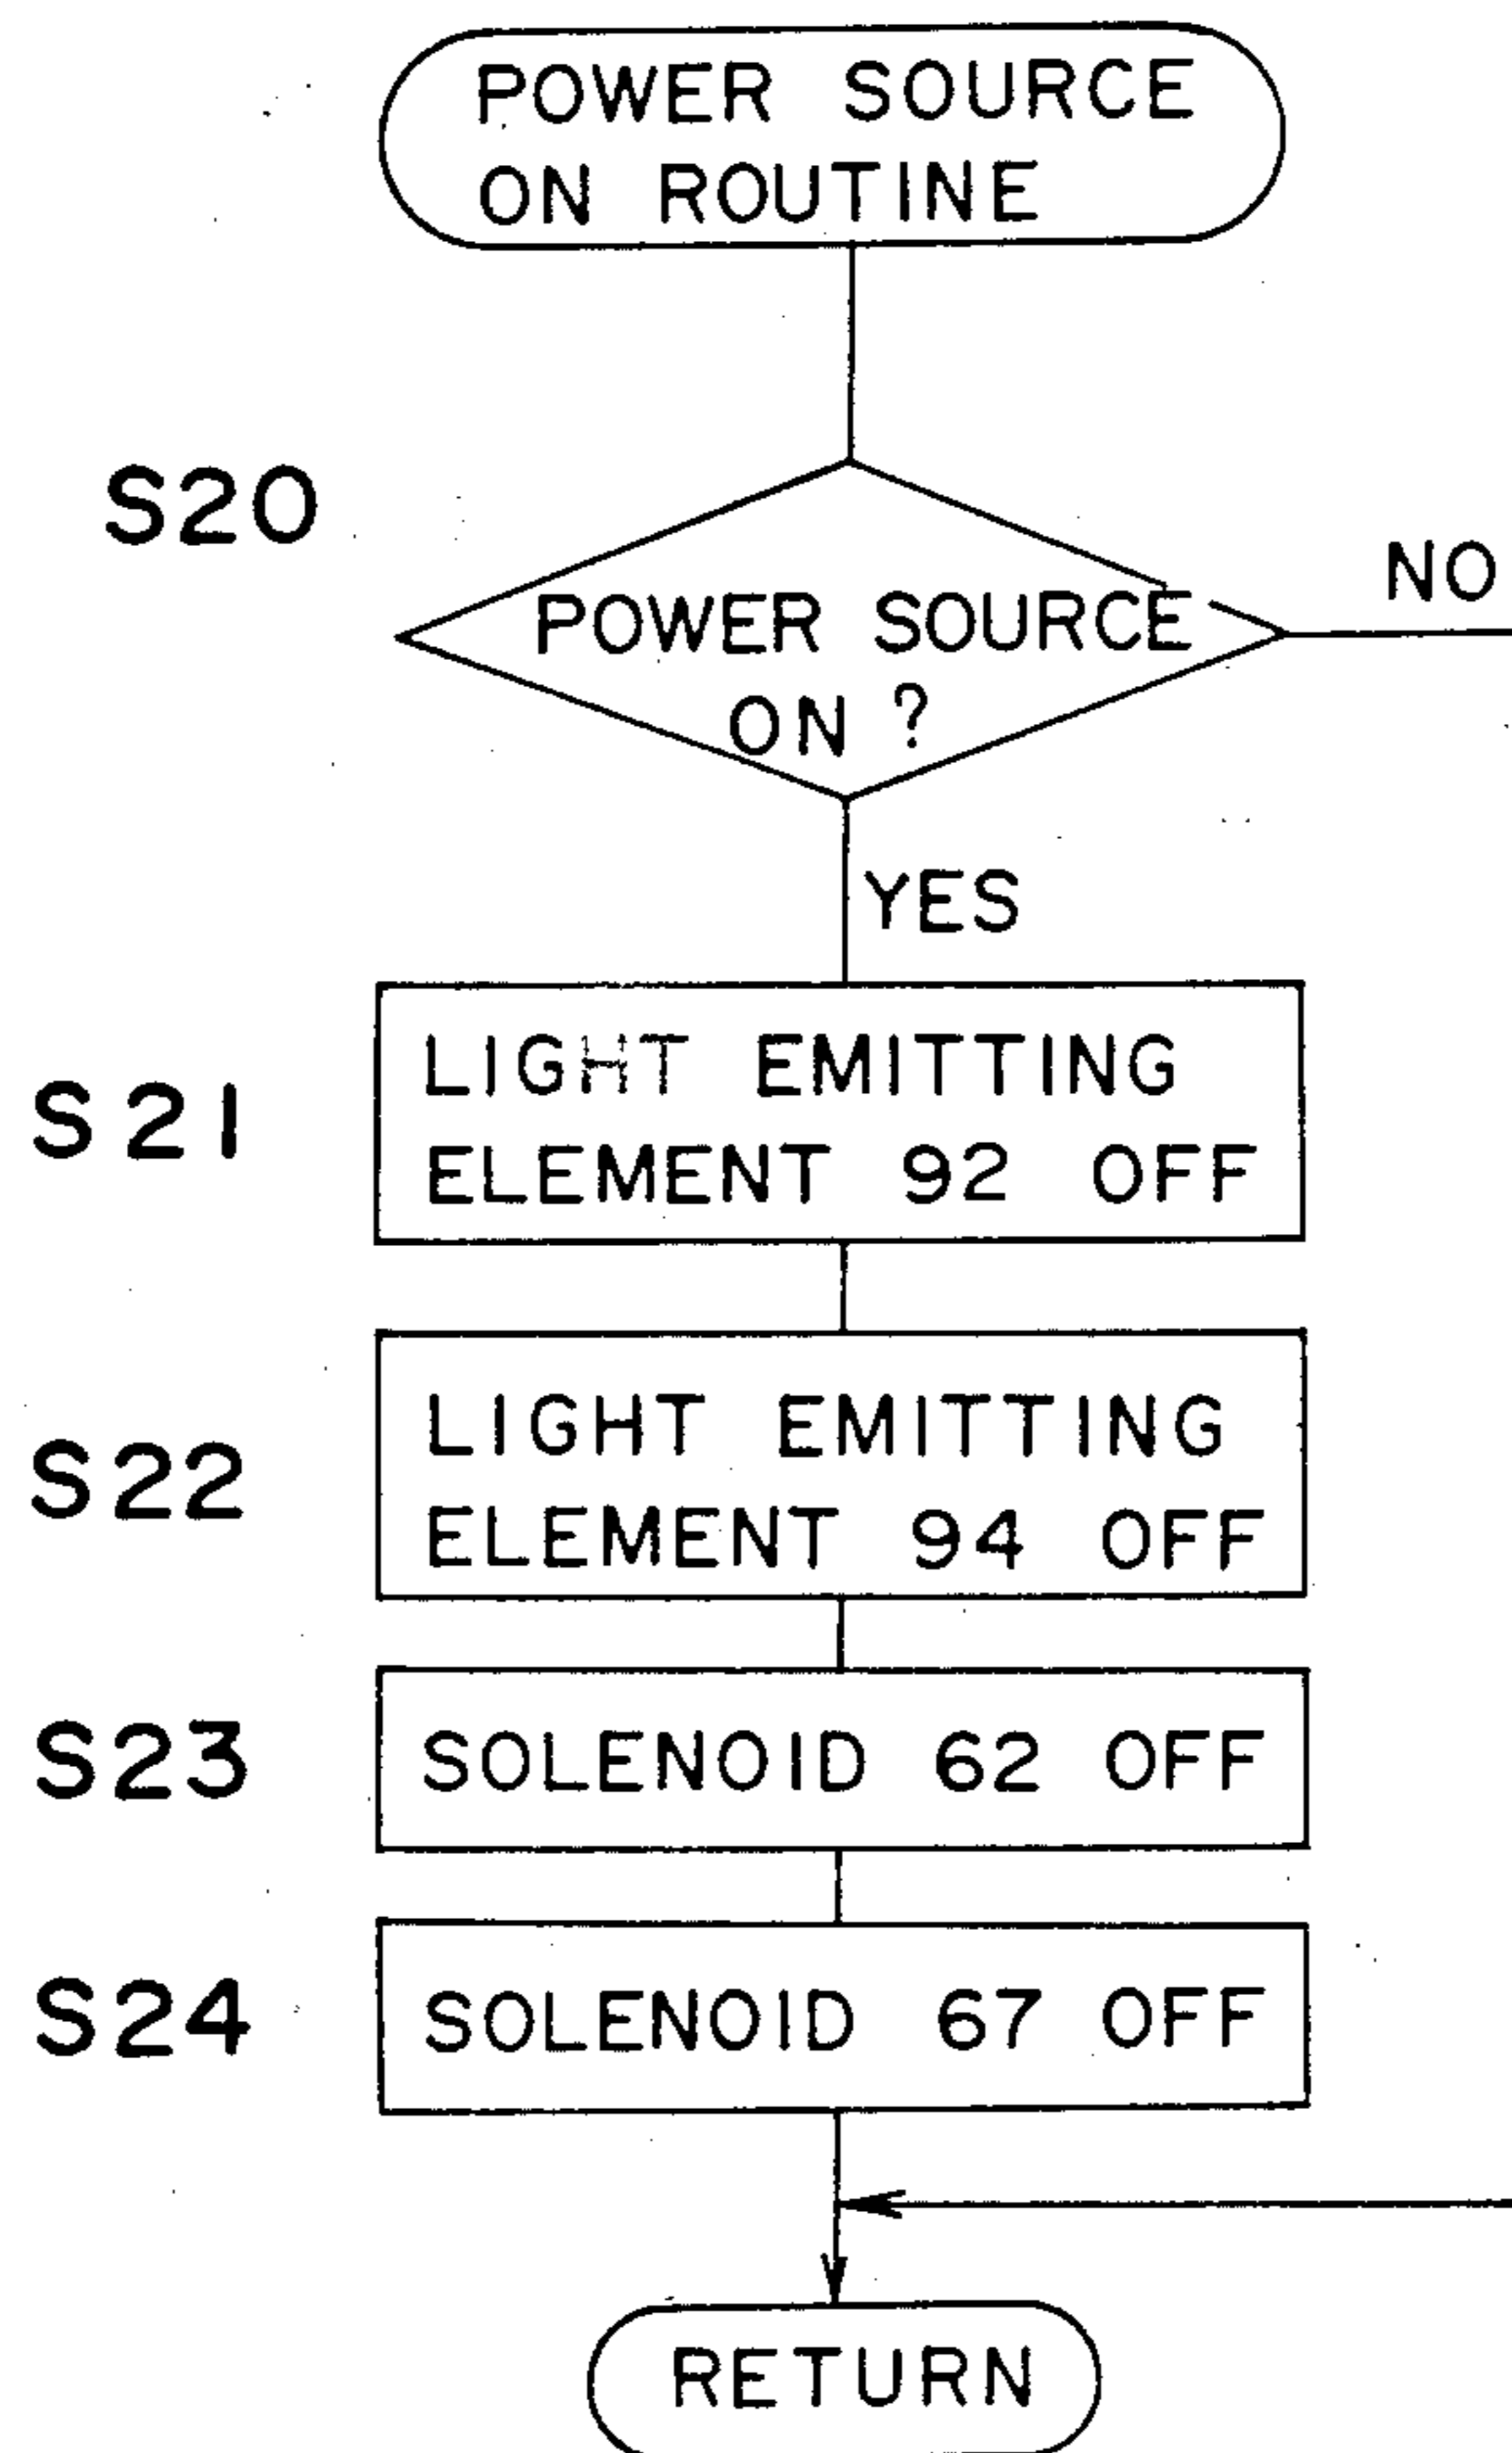 POWER SOURCE
ON ROUTINE
S20
POWER SOURCE
ON ?
NO
YES
S21
LIGHT EMITTING
ELEMENT 92 OFF
S22
LIGHT EMITTING
ELEMENT 94 OFF
S23
SOLENOID 62 OFF
S24
SOLENOID 67 OFF
RETURN